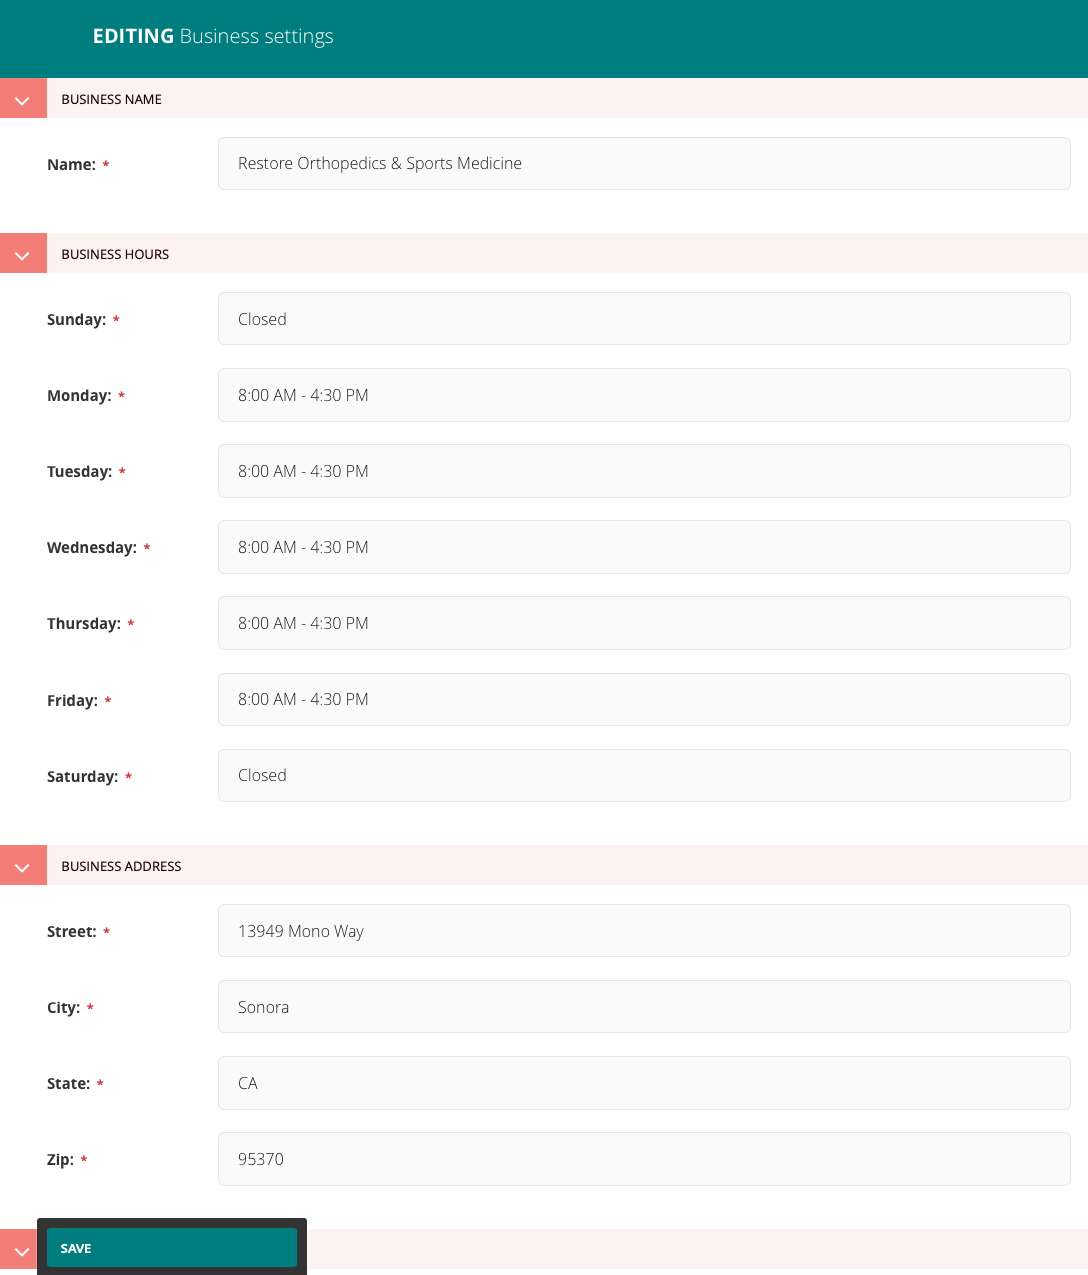 EDITING Business settings
BUSINESS NAME
Name: *
Restore Orthopedics & Sports Medicine
BUSINESS HOURS
Sunday: *
Closed
Monday: *
8:00 AM - 4:30 PM
Tuesday: *
8:00 AM - 4:30 PM
Wednesday: *
8:00 AM - 4:30 PM
Thursday: *
8:00 AM - 4:30 PM
Friday: *
8:00 AM - 4:30 PM
Saturday: *
Closed
BUSINESS ADDRESS
Street: *
13949 Mono Way
City: *
Sonora
State: *
CA
Zip: *
95370
SAVE